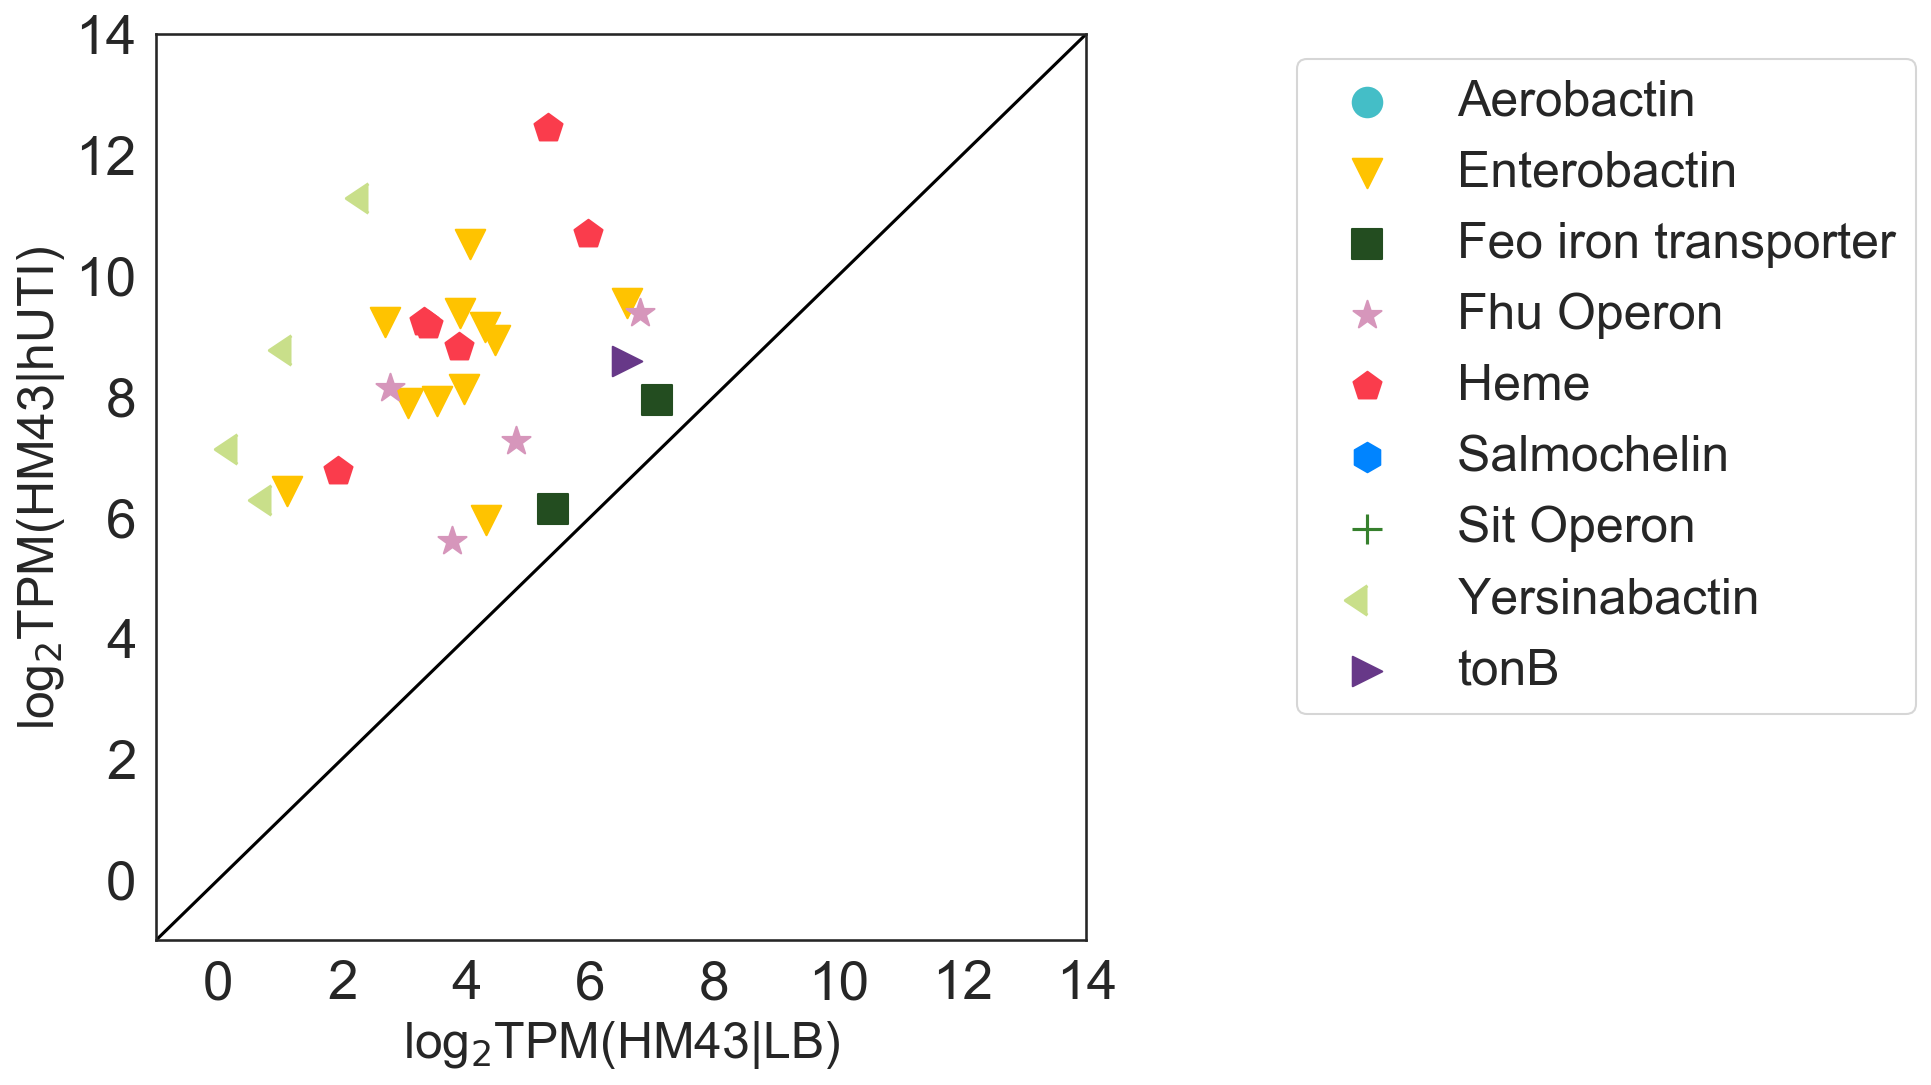 14
12
10
8
6
4
2
0
log₂TPM(HM43|hUTI)
0 2 4 6 8 10 12 14
log₂TPM(HM43|LB)
Aerobactin
Enterobactin
Feo iron transporter
Fhu Operon
Heme
Salmochelin
Sit Operon
Yersinabactin
tonB